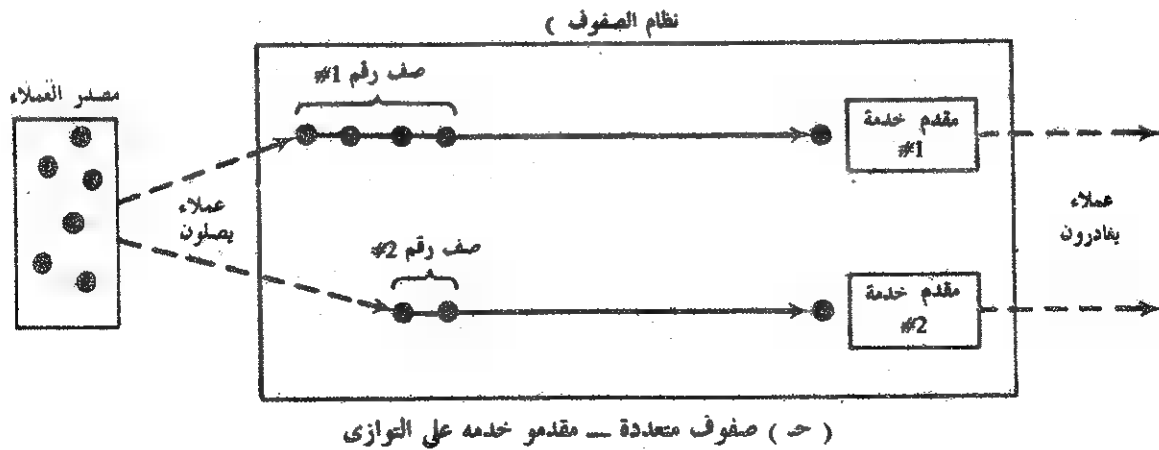 نظام الصفوف )
صف رقم 1#
مصدر العملاء
مقدم خدمة
#1
عملاء
يصلون
عملاء
يغادرون
صف رقم 2#
مقدم خدمة
#2
( حـ ) صفوف متعددة — مقدمو خدمه على التوازى